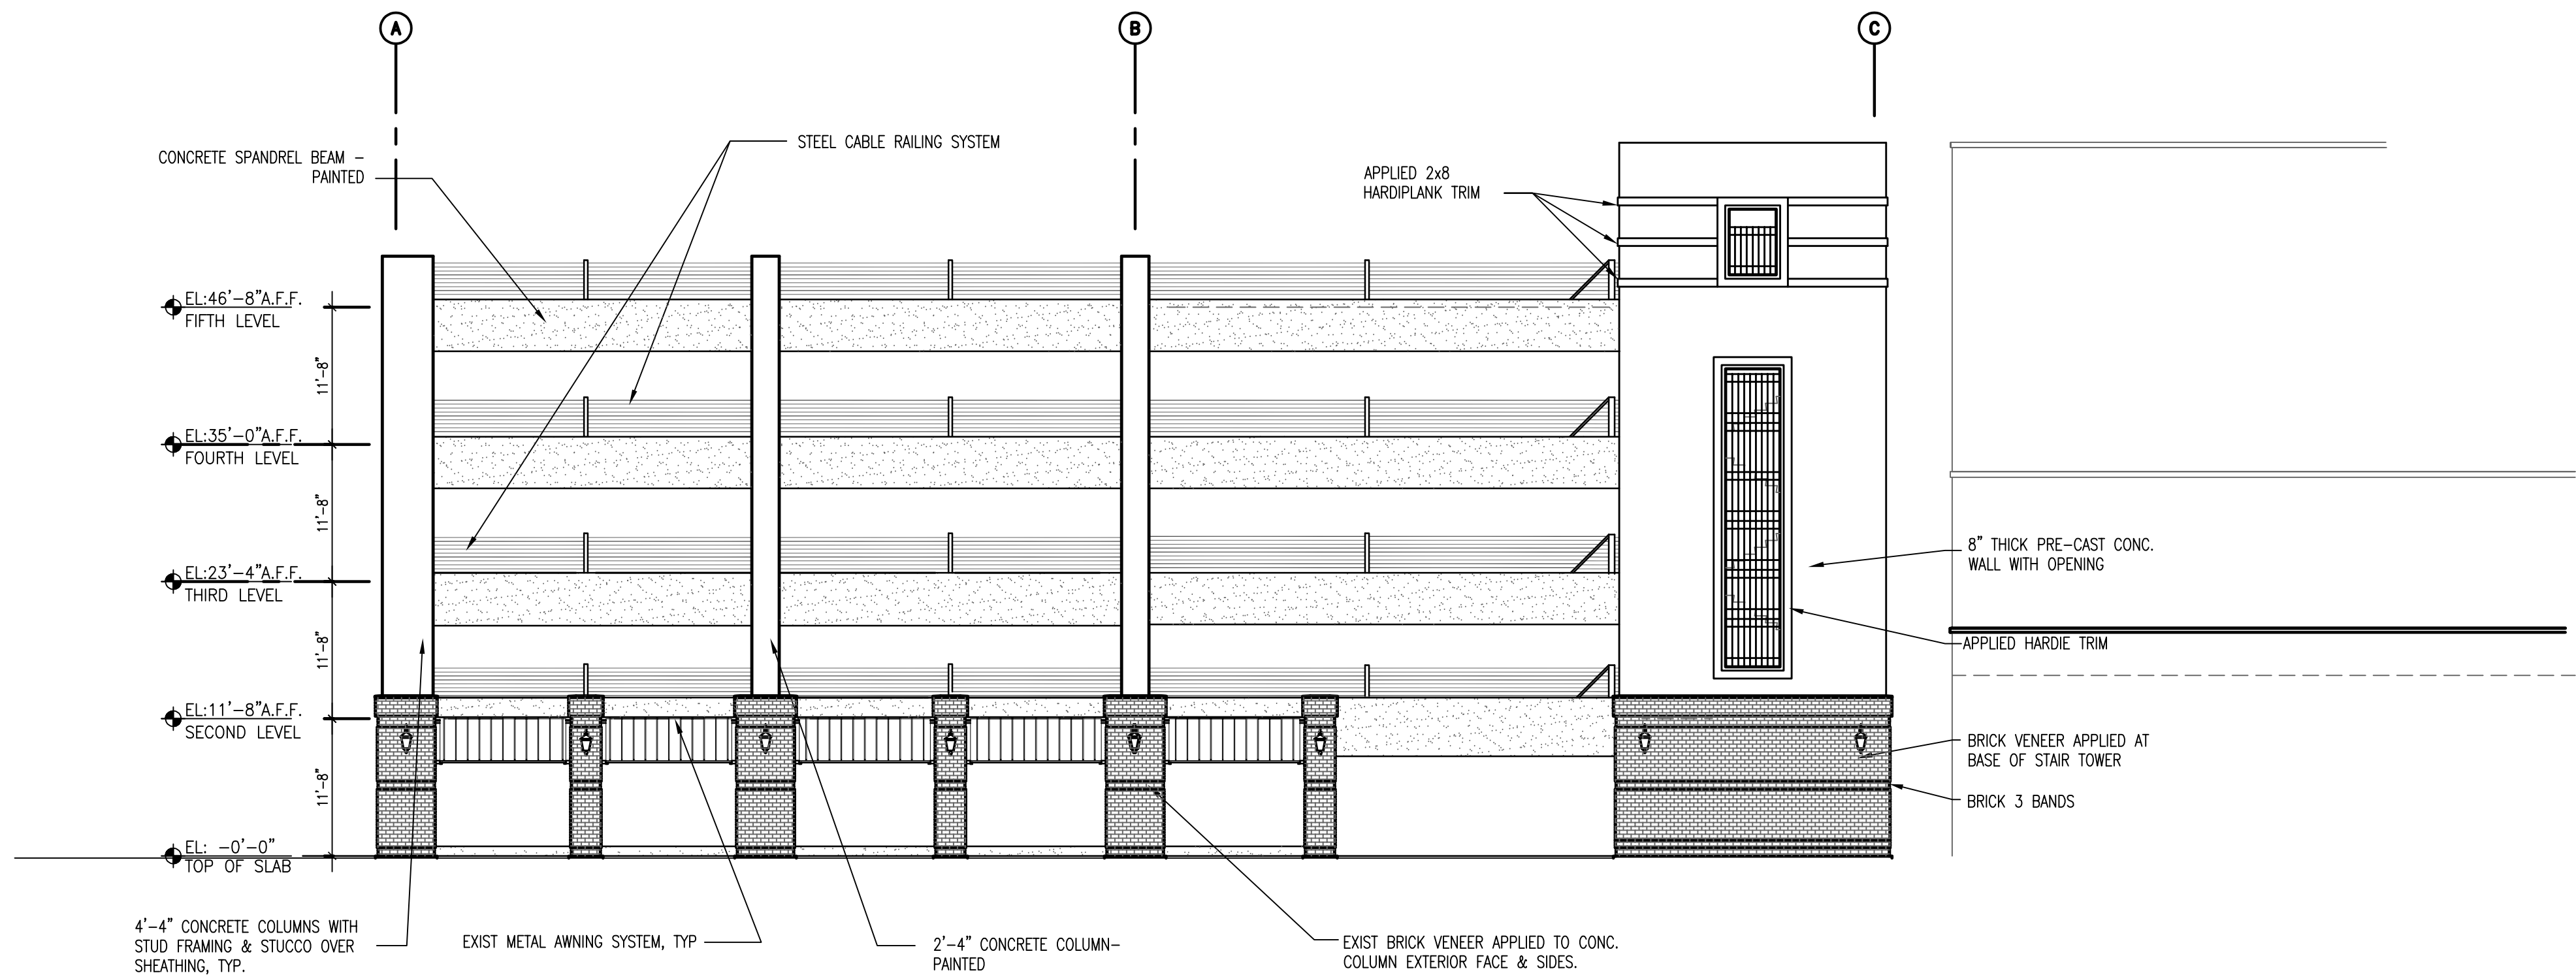 A
B
C
CONCRETE SPANDREL BEAM –
PAINTED
STEEL CABLE RAILING SYSTEM
APPLIED 2x8
HARDIPLANK TRIM
EL:46'–8"A.F.F.
FIFTH LEVEL
11'–8"
EL:35'–0"A.F.F.
FOURTH LEVEL
11'–8"
EL:23'–4"A.F.F.
THIRD LEVEL
11'–8"
EL:11'–8"A.F.F.
SECOND LEVEL
11'–8"
EL: –0'–0"
TOP OF SLAB
8" THICK PRE–CAST CONC.
WALL WITH OPENING
APPLIED HARDIE TRIM
BRICK VENEER APPLIED AT
BASE OF STAIR TOWER
BRICK 3 BANDS
4'–4" CONCRETE COLUMNS WITH
STUD FRAMING & STUCCO OVER
SHEATHING, TYP.
EXIST METAL AWNING SYSTEM, TYP
2'–4" CONCRETE COLUMN–
PAINTED
EXIST BRICK VENEER APPLIED TO CONC.
COLUMN EXTERIOR FACE & SIDES.